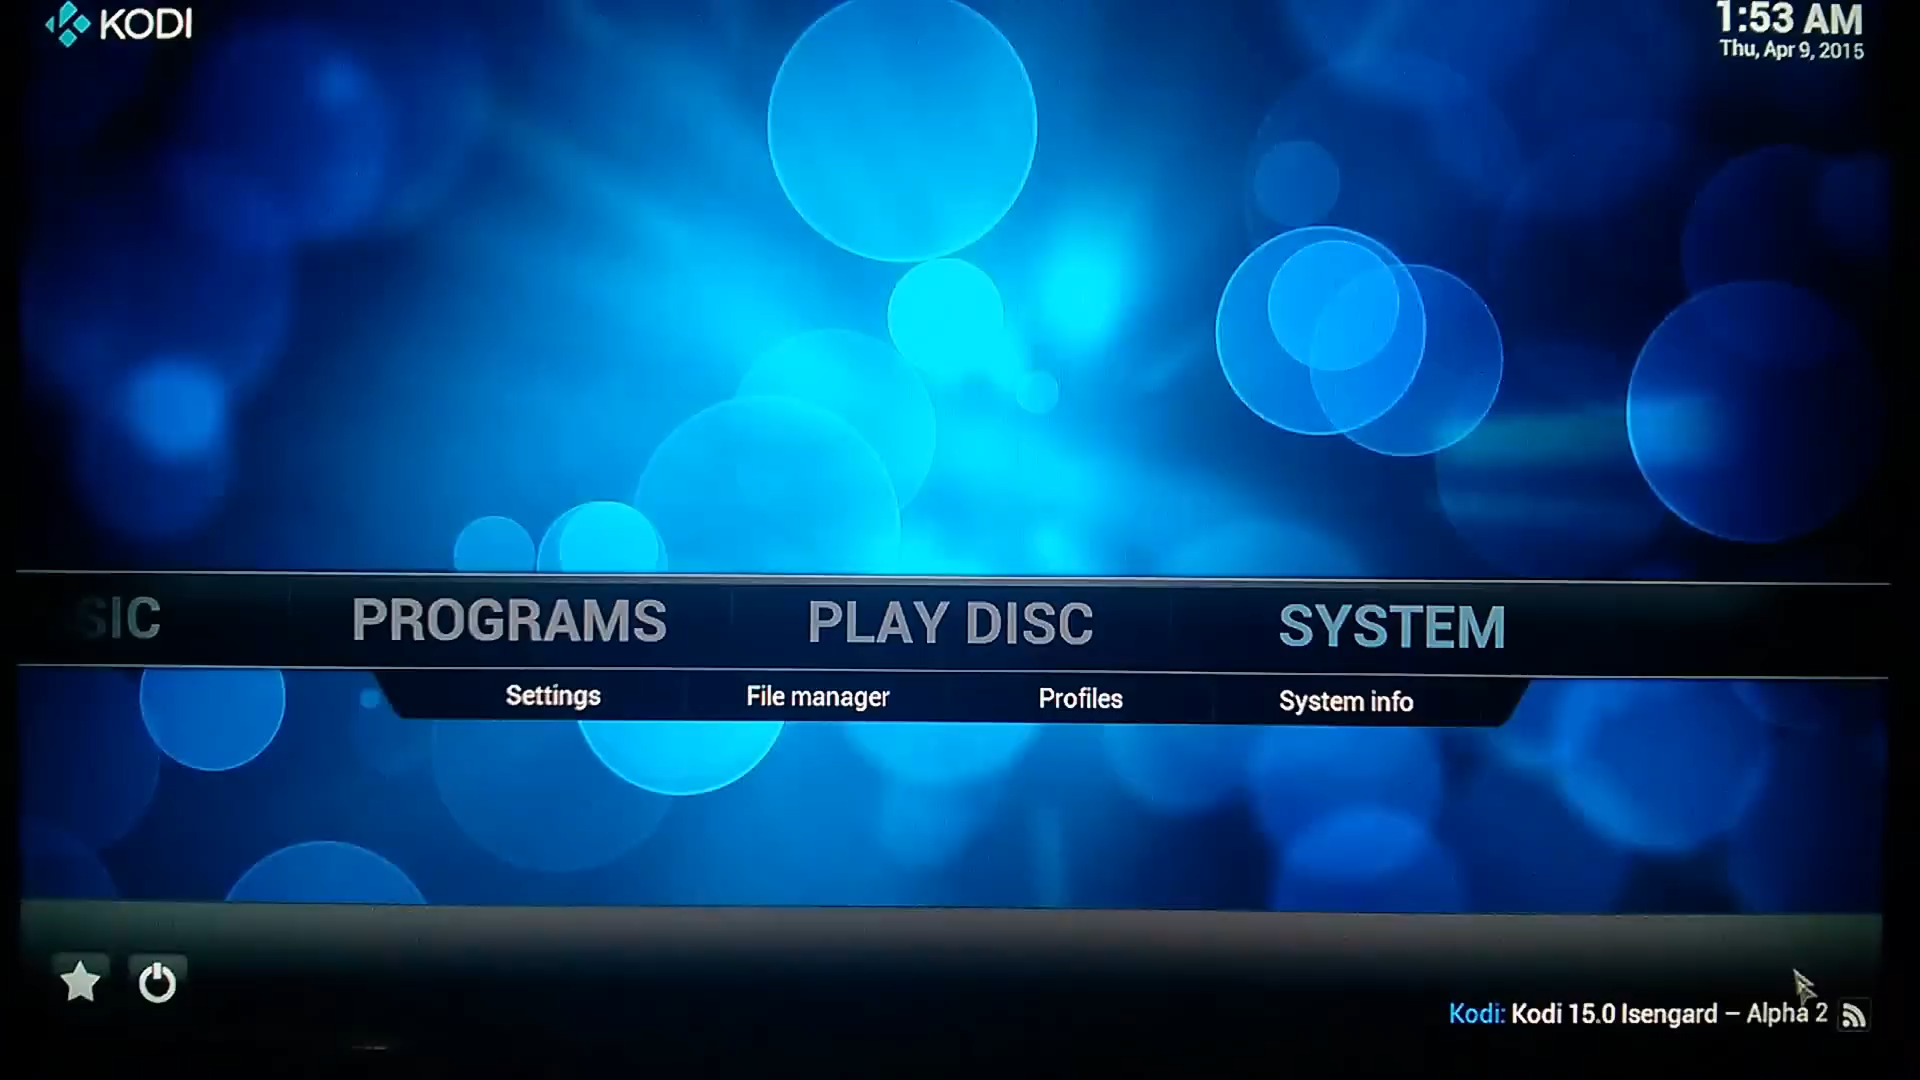 KODI
1:53 AM
Thu, Apr 9, 2015
SIC PROGRAMS PLAY DISC SYSTEM
Settings File manager Profiles System info
Kodi: Kodi 15.0 Isengard – Alpha 2